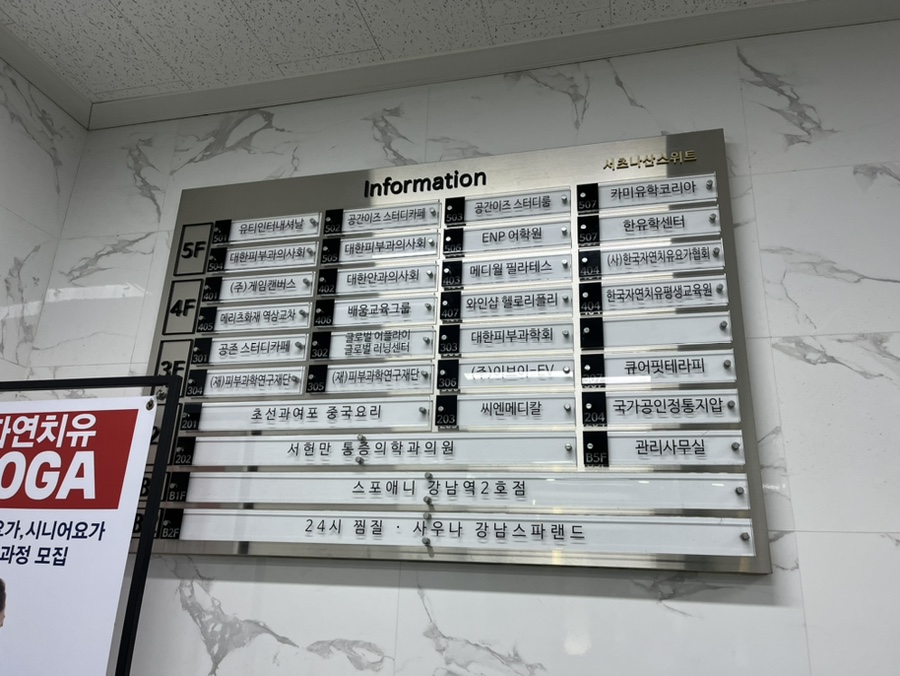 Information
서초나산스위트
5F
501 유티인터내셔날
502 공간이즈 스터디카페
503 공간이즈 스터디룸
507 카미유학코리아
504 대한피부과의사회
505 대한피부과의사회
506 ENP 어학원
507 한유학센터
4F
401 (주)게임캔버스
402 대한안과의사회
403 메디월 필라테스
404 (사)한국자연치유요가협회
405 메리츠화재 역삼교차
406 배움교육그룹
407 와인샵 헬로리플리
404 한국자연치유평생교육원
3F
301 공존 스터디카페
302 글로벌 어플라이
글로벌 러닝센터
303 대한피부과학회
304 (재)피부과학연구재단
305 (재)피부과학연구재단
306 (주)이브이-EV
307 큐어핏테라피
201 초선과여포 중국요리
203 씨엔메디칼
204 국가공인정통지압
202 서헌만 통증의학과의원
B5F 관리사무실
B1F 스포애니 강남역2호점
B2F 24시 찜질 · 사우나 강남스파랜드
자연치유
OGA
요가,시니어요가
과정 모집